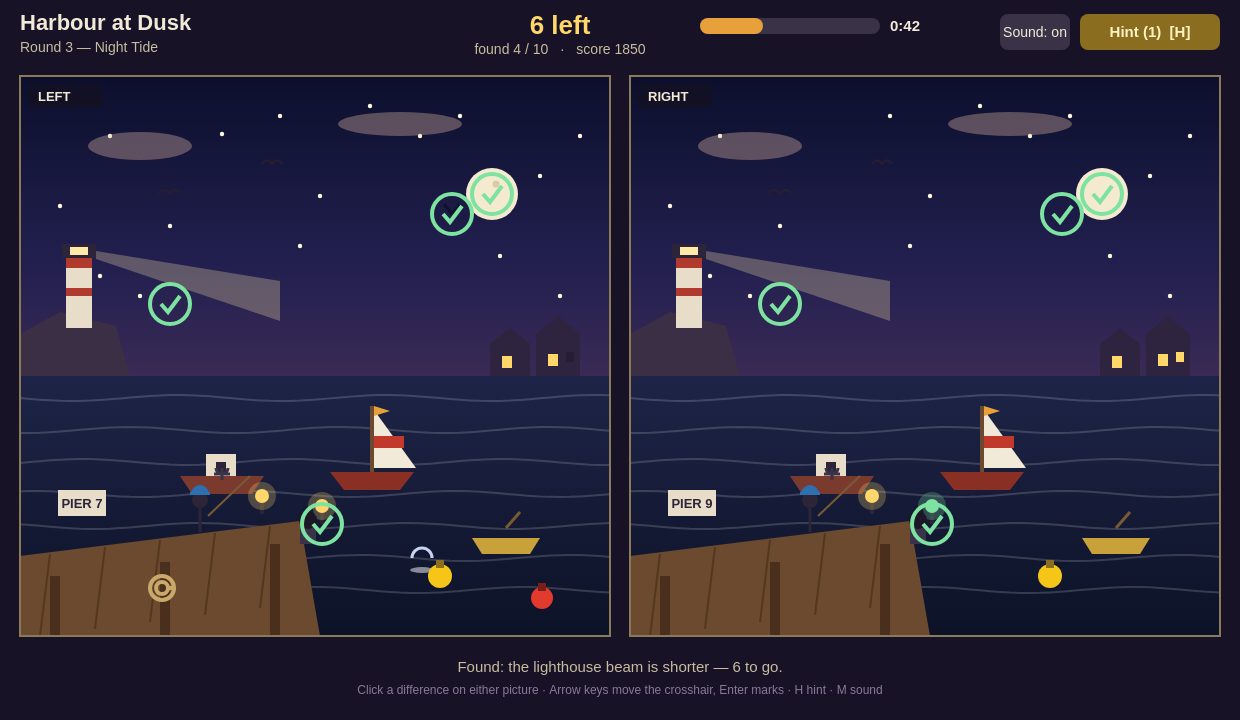 Harbour at Dusk
Round 3 — Night Tide
6 left
found 4 / 10 · score 1850
0:42
Sound: on
Hint (1) [H]
LEFT
RIGHT
PIER 7
PIER 9
Found: the lighthouse beam is shorter — 6 to go.
Click a difference on either picture · Arrow keys move the crosshair, Enter marks · H hint · M sound